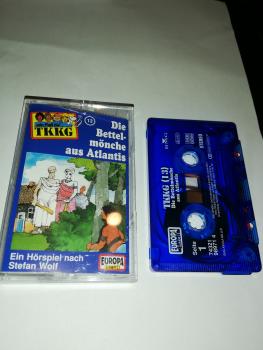 TKKG
13
Die
Bettel-
mönche
aus Atlantis
Ein Hörspiel nach
Stefan Wolf
EUROPA
TKKG (13)
Die Bettelmönche
aus Atlantis
STEREO
EUROPA
Seite
1